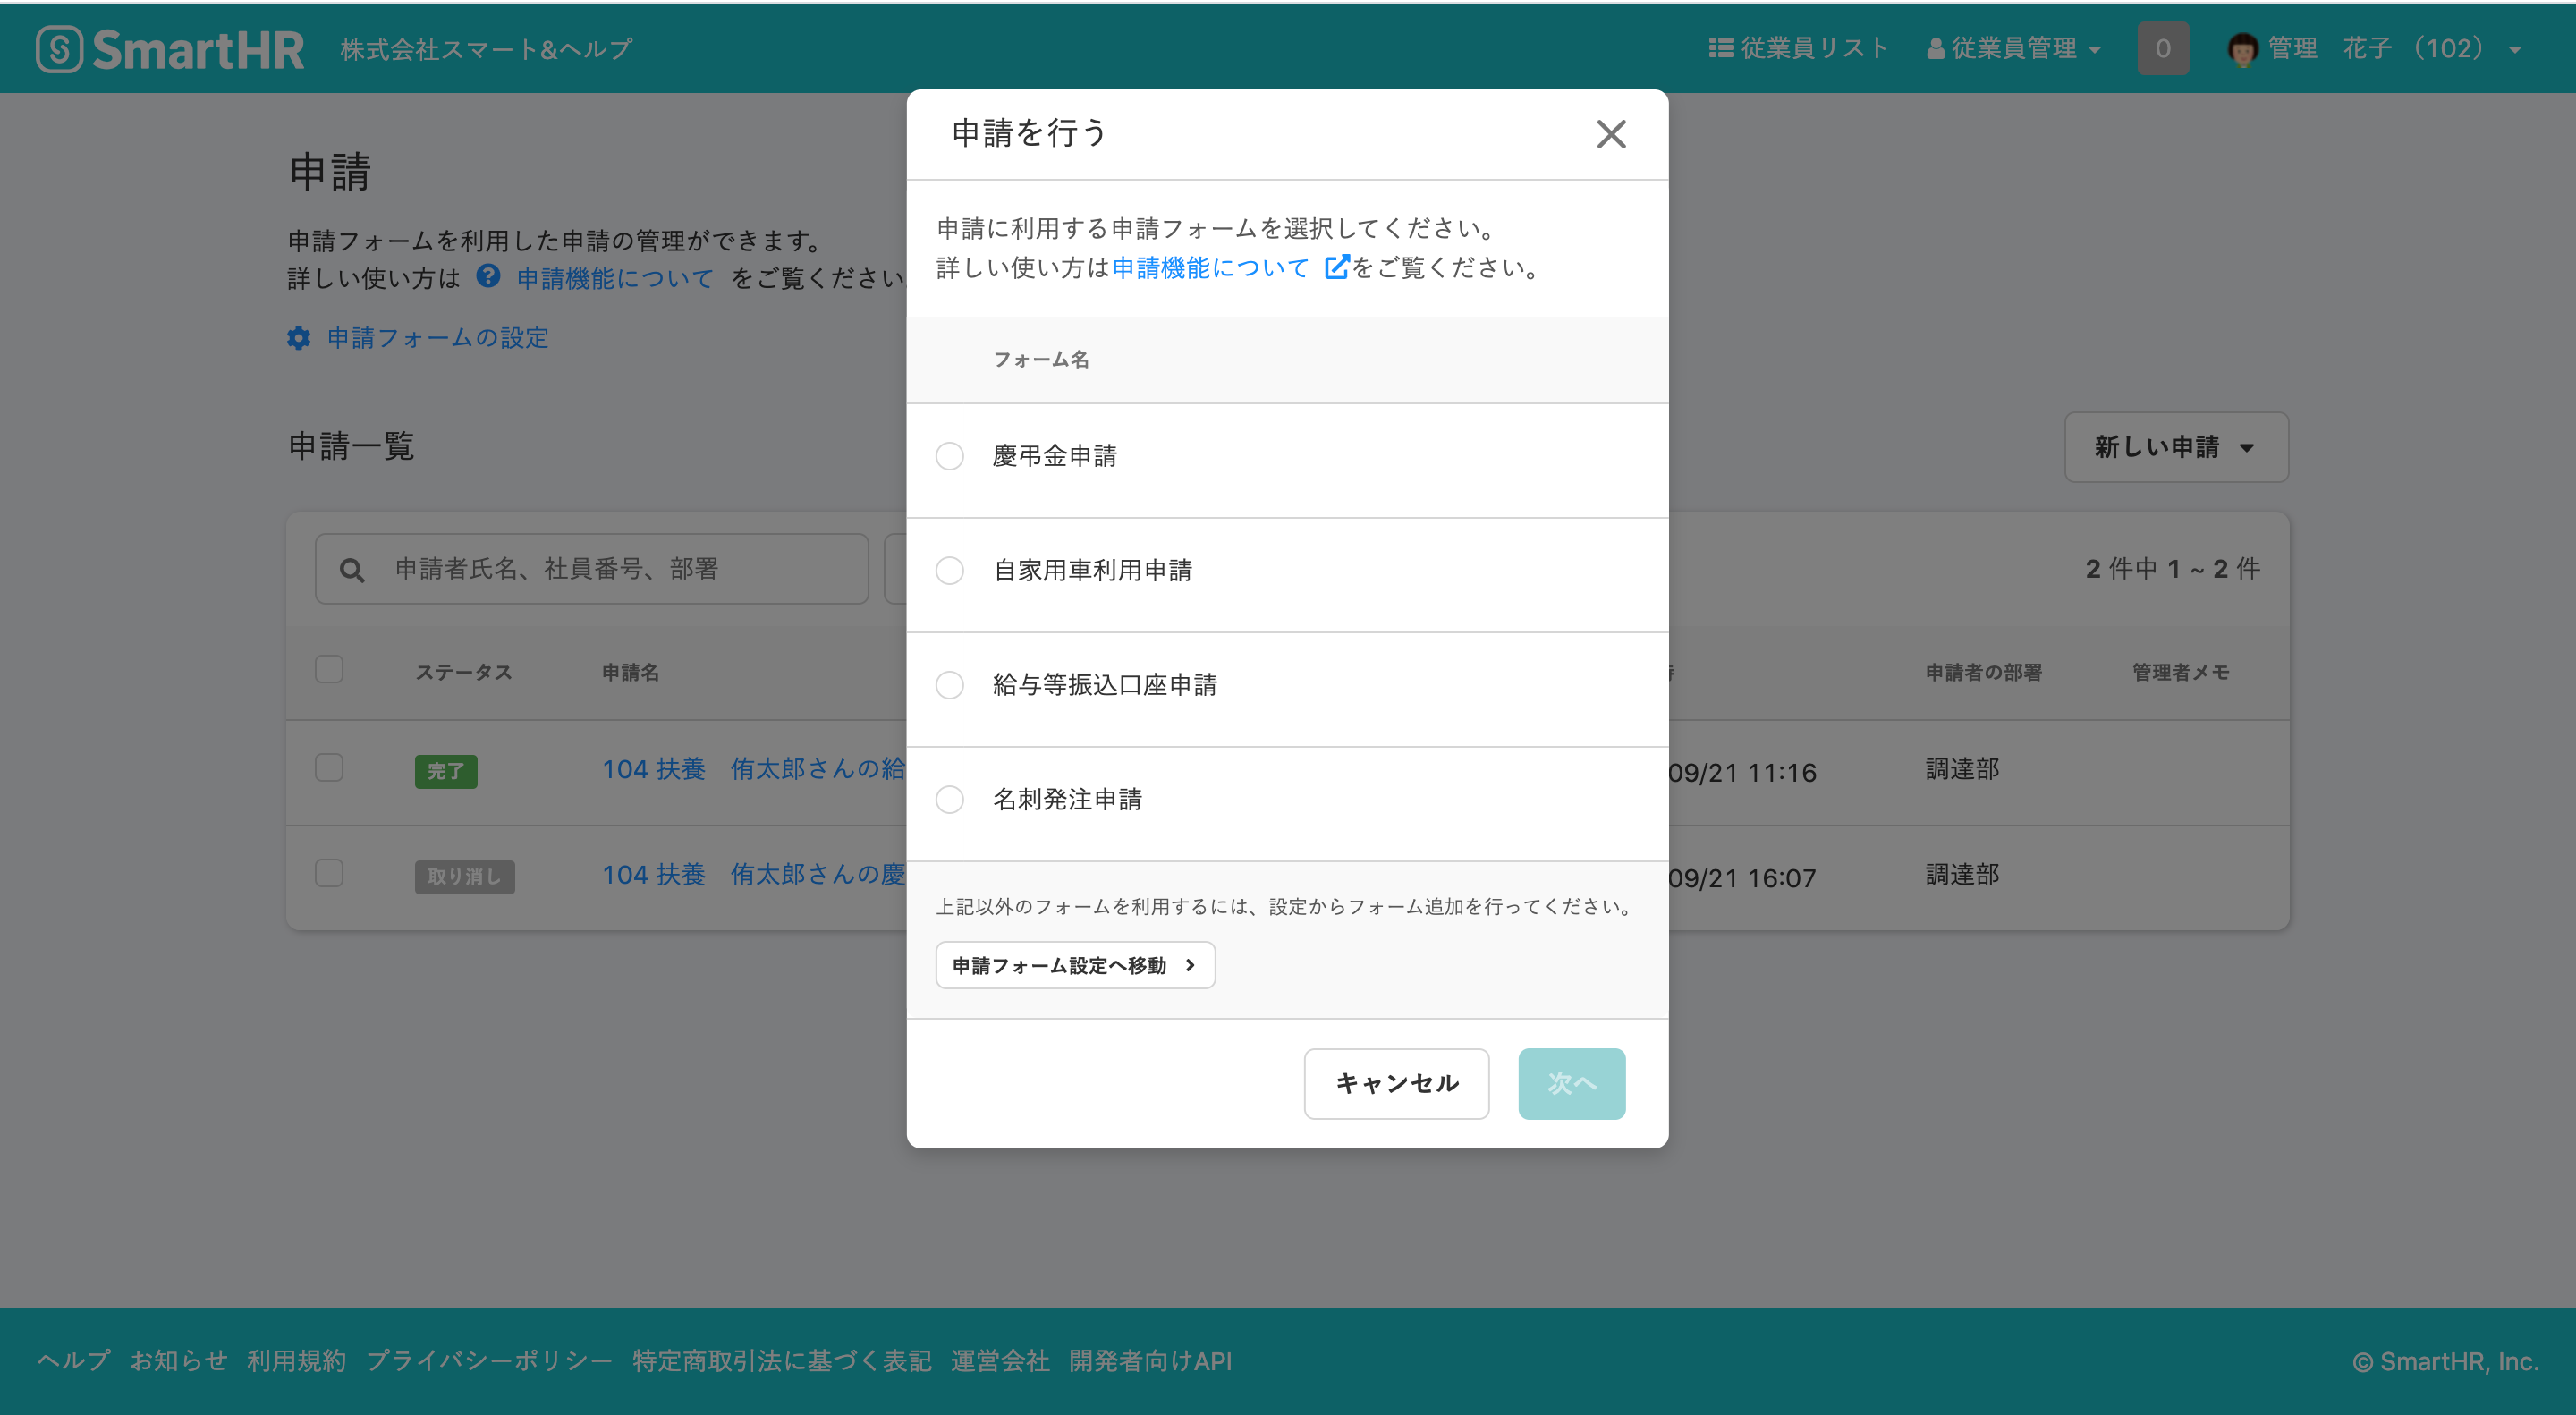 SmartHR 株式会社スマート&ヘルプ 従業員リスト 従業員管理 0 管理 花子 (102)
申請
申請フォームを利用した申請の管理ができます。
詳しい使い方は 申請機能について をご覧ください
申請フォームの設定
申請一覧
新しい申請
申請者氏名、社員番号、部署
2 件中 1 ~ 2 件
ステータス 申請名 申請者の部署 管理者メモ
完了 104 扶養 侑太郎さんの給 09/21 11:16 調達部
取り消し 104 扶養 侑太郎さんの慶 09/21 16:07 調達部
申請を行う
申請に利用する申請フォームを選択してください。
詳しい使い方は申請機能について をご覧ください。
フォーム名
慶弔金申請
自家用車利用申請
給与等振込口座申請
名刺発注申請
上記以外のフォームを利用するには、設定からフォーム追加を行ってください。
申請フォーム設定へ移動
キャンセル 次へ
ヘルプ お知らせ 利用規約 プライバシーポリシー 特定商取引法に基づく表記 運営会社 開発者向けAPI
© SmartHR, Inc.